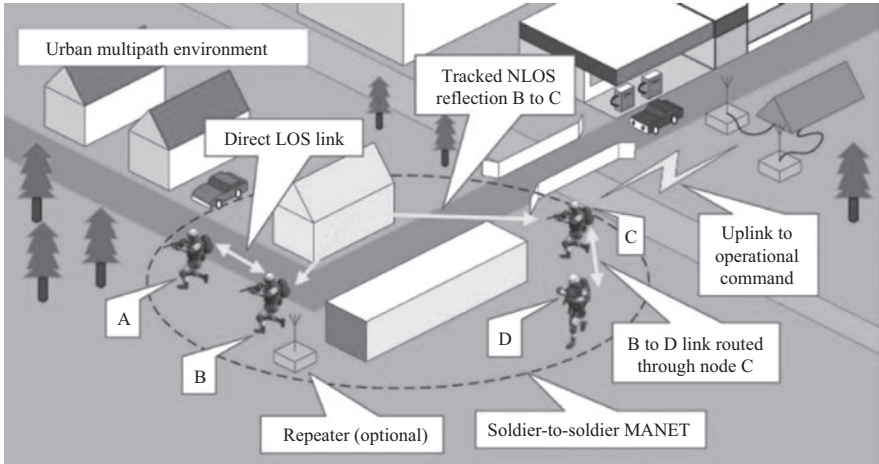 Urban multipath environment
Tracked NLOS
reflection B to C
Direct LOS link
C
Uplink to
operational
command
A
D
B to D link routed
through node C
B
Repeater (optional)
Soldier-to-soldier MANET